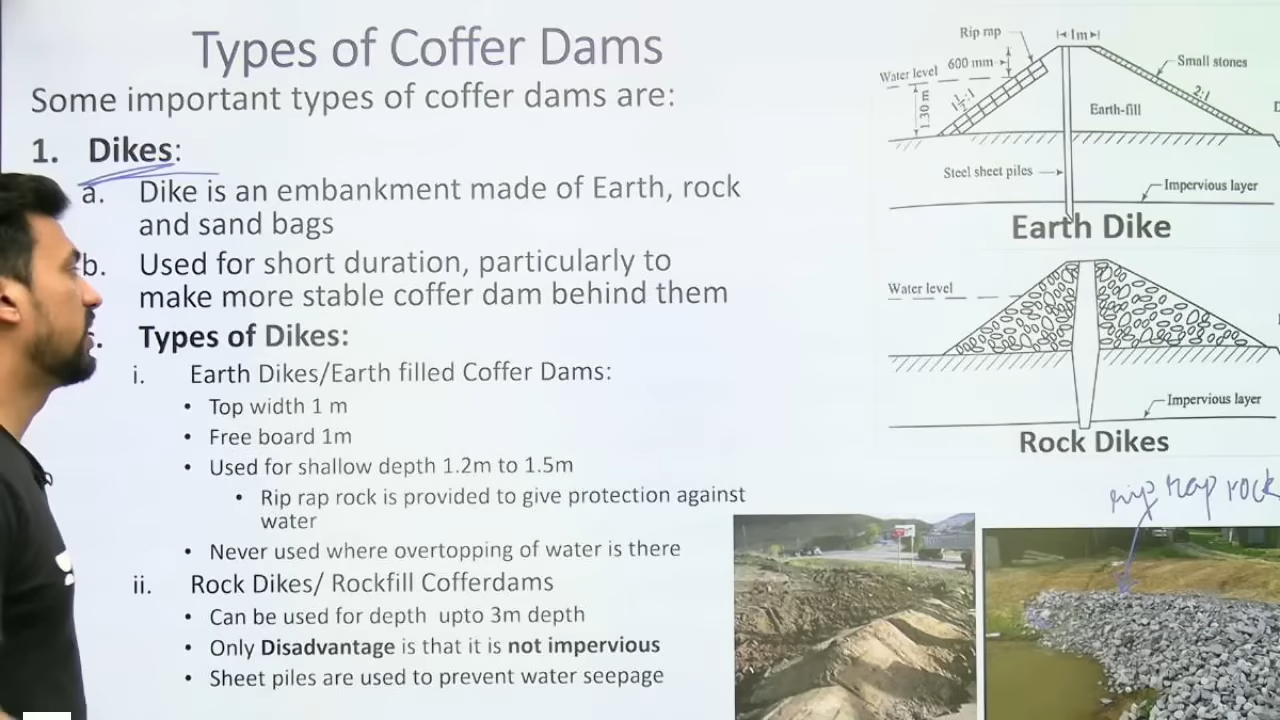 Types of Coffer Dams
Some important types of coffer dams are:
1. Dikes:
a. Dike is an embankment made of Earth, rock
and sand bags
b. Used for short duration, particularly to
make more stable coffer dam behind them
Types of Dikes:
i. Earth Dikes/Earth filled Coffer Dams:
• Top width 1 m
• Free board 1m
• Used for shallow depth 1.2m to 1.5m
• Rip rap rock is provided to give protection against
water
• Never used where overtopping of water is there
ii. Rock Dikes/ Rockfill Cofferdams
• Can be used for depth upto 3m depth
• Only Disadvantage is that it is not impervious
• Sheet piles are used to prevent water seepage
Rip rap
1m
Water level
600 mm
Small stones
1.30 m
1½:1
2:1
Earth-fill
Steel sheet piles
Impervious layer
Earth Dike
Water level
Impervious layer
Rock Dikes
rip rap rock